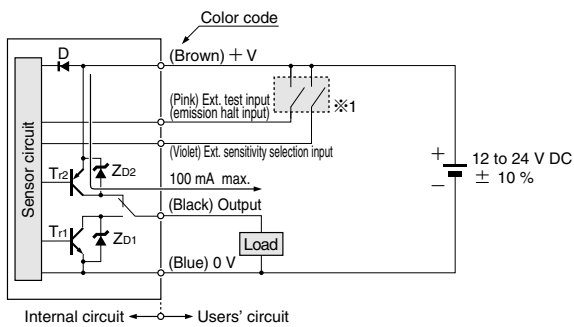 Color code
D
(Brown) + V
(Pink) Ext. test input
(emission halt input)
※1
(Violet) Ext. sensitivity selection input
Sensor circuit
Tr2
ZD2
100 mA max.
+
−
12 to 24 V DC
± 10 %
(Black) Output
Tr1
ZD1
Load
(Blue) 0 V
Internal circuit
Users' circuit